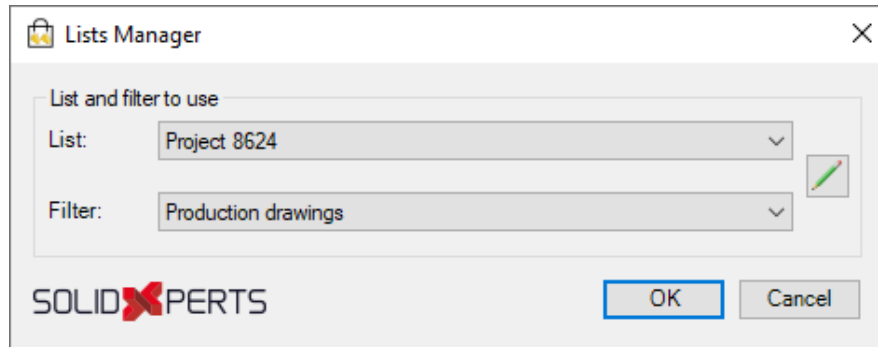 Lists Manager
List and filter to use
List: Project 8624
Filter: Production drawings
SOLIDXPERTS OK Cancel